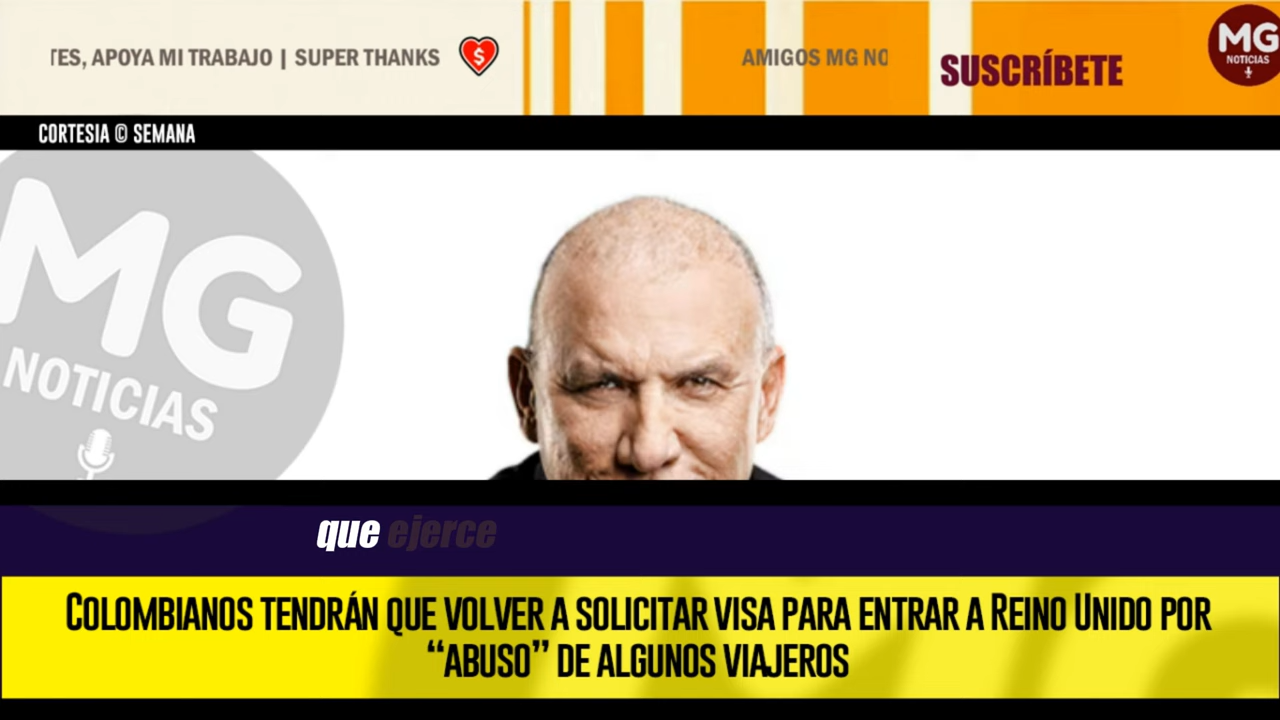 TES, APOYA MI TRABAJO | SUPER THANKS
$
AMIGOS MG NO
SUSCRÍBETE
MG
NOTICIAS
CORTESIA © SEMANA
MG
NOTICIAS
que ejerce
COLOMBIANOS TENDRÁN QUE VOLVER A SOLICITAR VISA PARA ENTRAR A REINO UNIDO POR
“ABUSO” DE ALGUNOS VIAJEROS